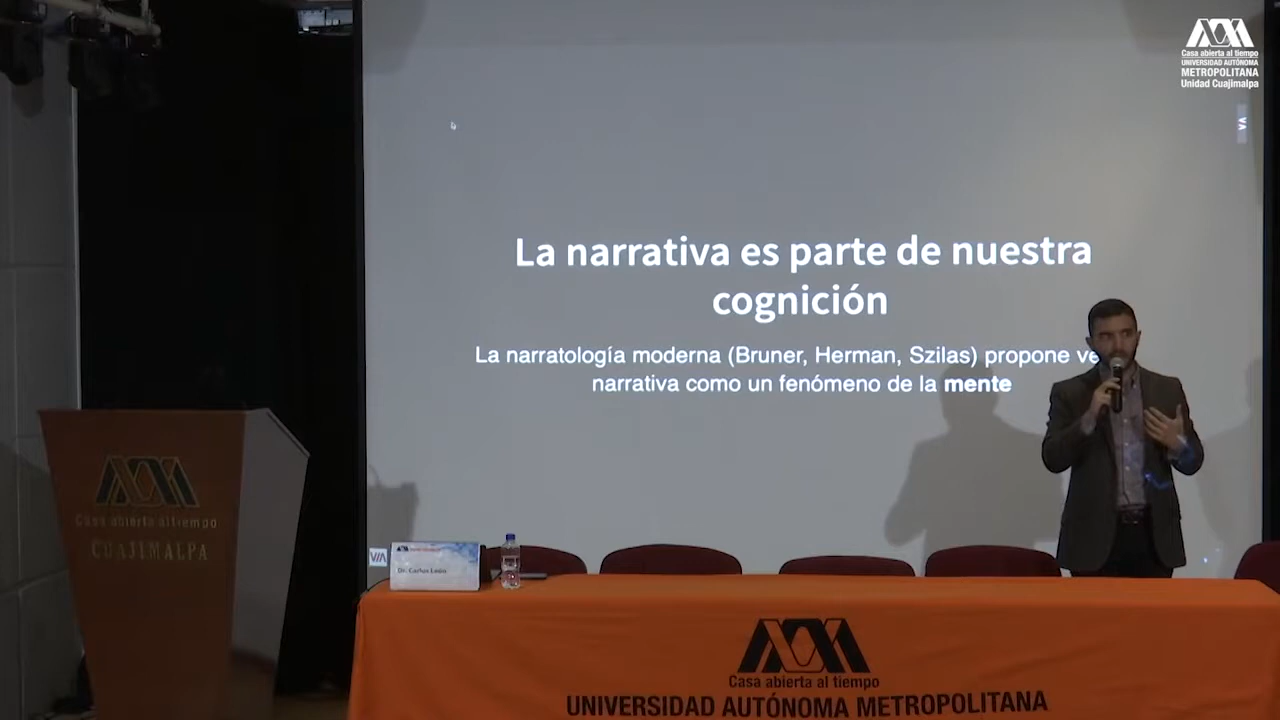 Casa abierta al tiempo
UNIVERSIDAD AUTÓNOMA
METROPOLITANA
Unidad Cuajimalpa
La narrativa es parte de nuestra
cognición
La narratología moderna (Bruner, Herman, Szilas) propone ve
narrativa como un fenómeno de la mente
Casa abierta al tiempo
CUAJIMALPA
Dr. Carlos León
Casa abierta al tiempo
UNIVERSIDAD AUTÓNOMA METROPOLITANA